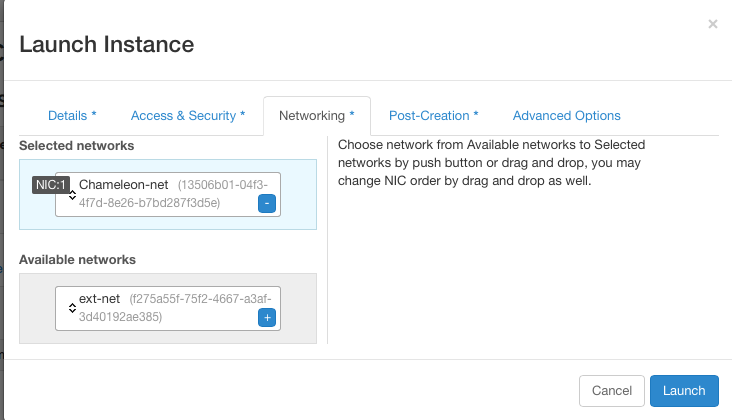 Launch Instance
×
Details *
Access & Security *
Networking *
Post-Creation *
Advanced Options
Selected networks
NIC:1
Chameleon-net (13506b01-04f3-
4f7d-8e26-b7bd287f3d5e)
-
Available networks
ext-net (f275a55f-75f2-4667-a3af-
3d40192ae385)
+
Choose network from Available networks to Selected
networks by push button or drag and drop, you may
change NIC order by drag and drop as well.
Cancel
Launch